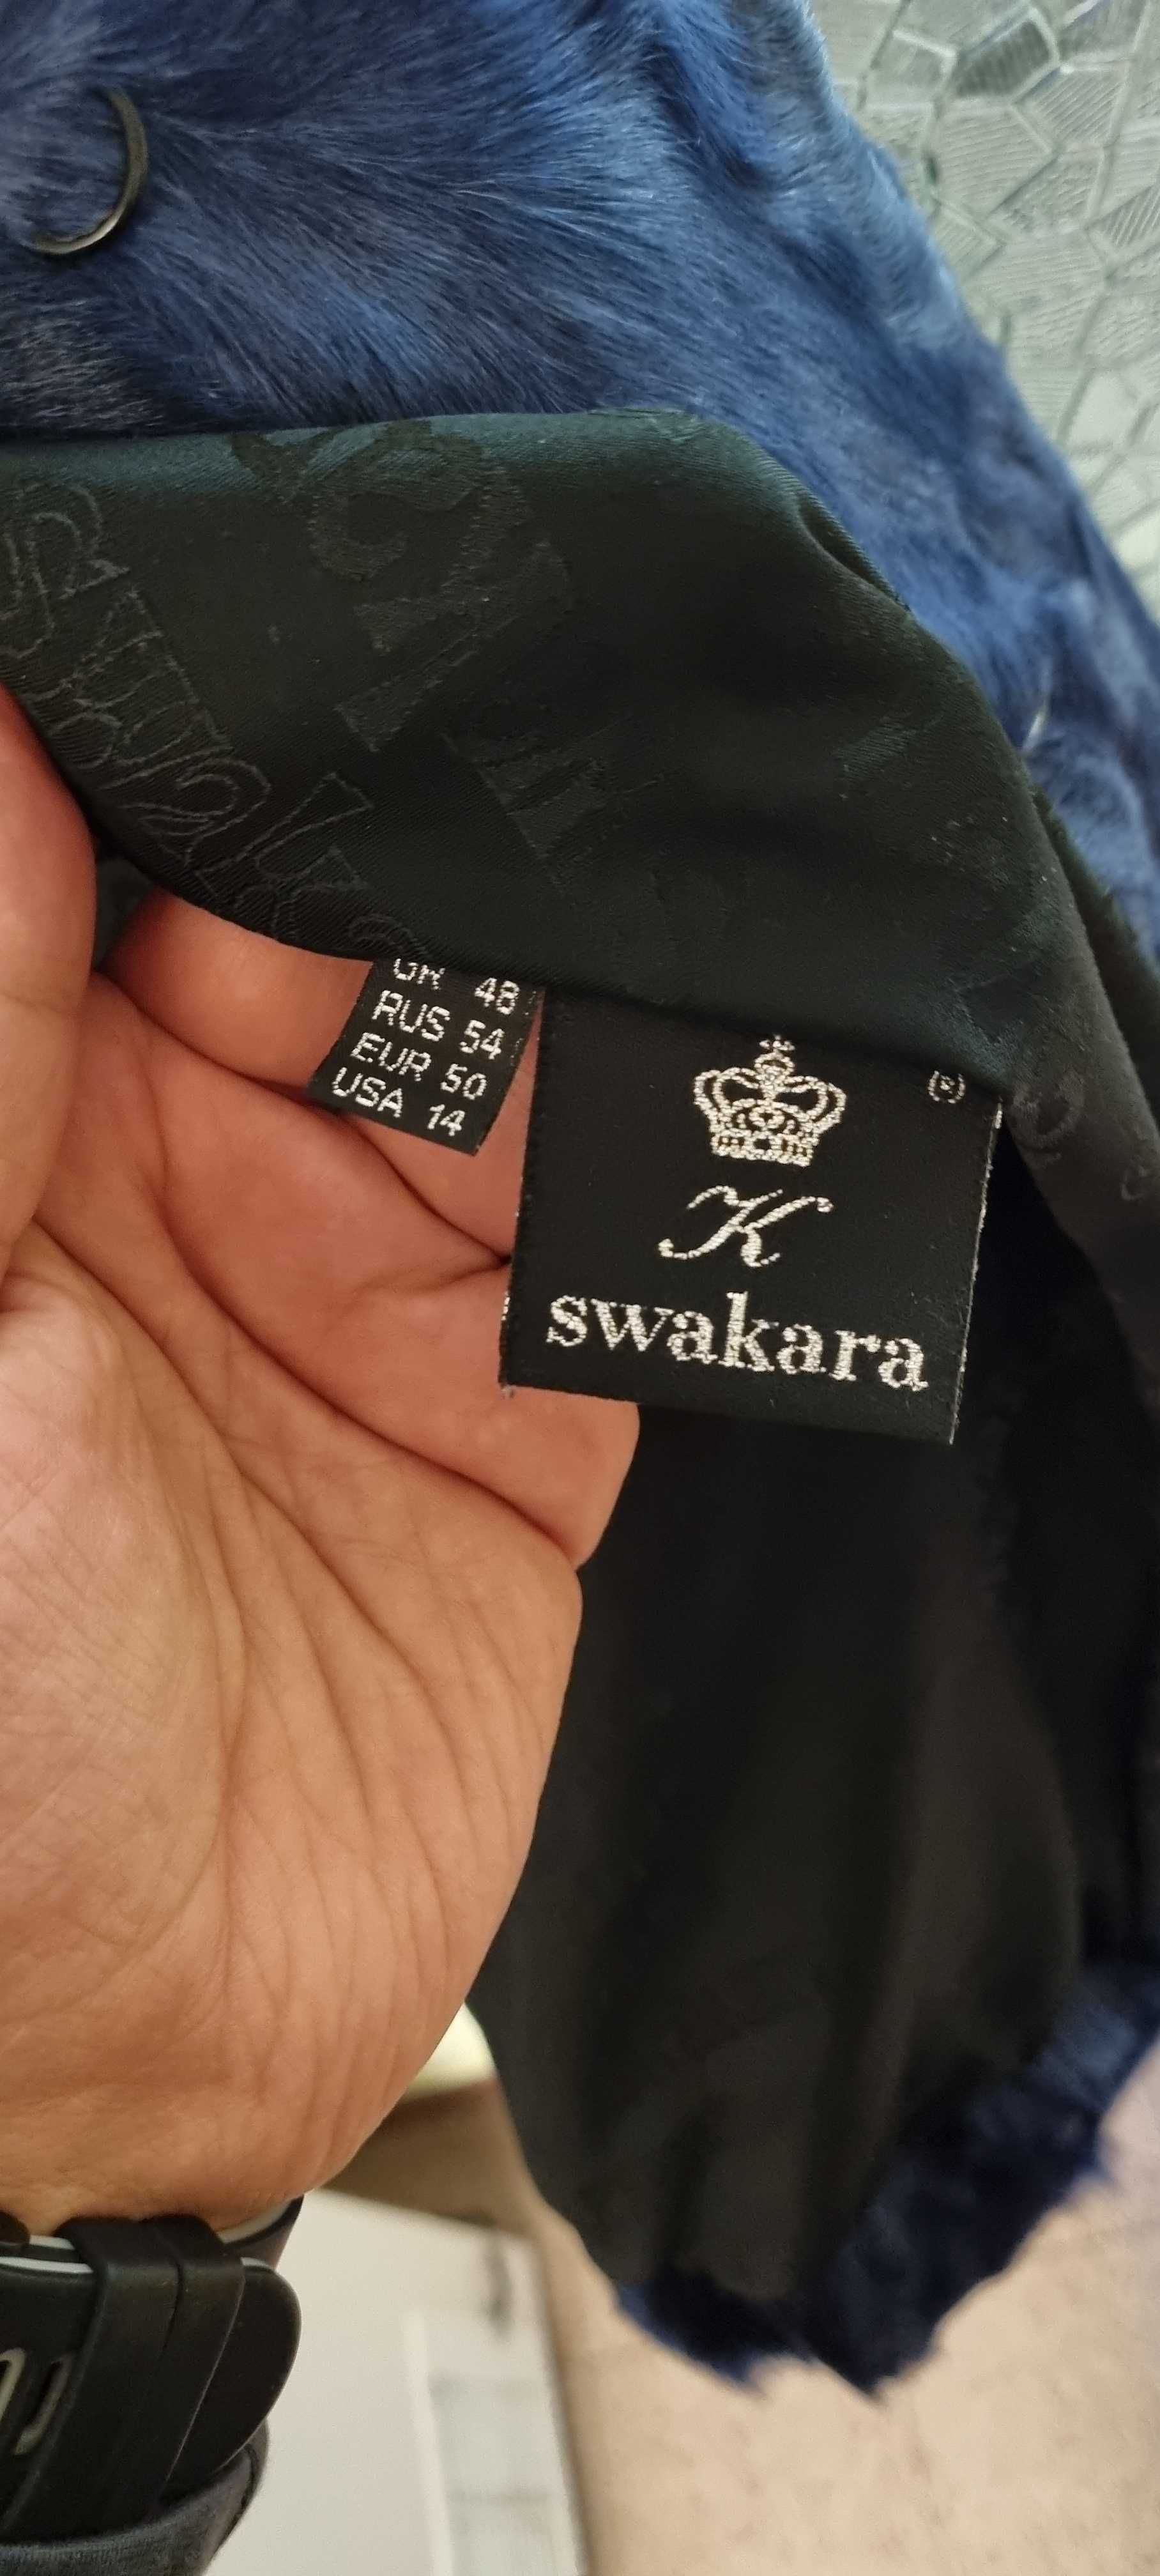 GR 48
RUS 54
EUR 50
USA 14
K
swakara